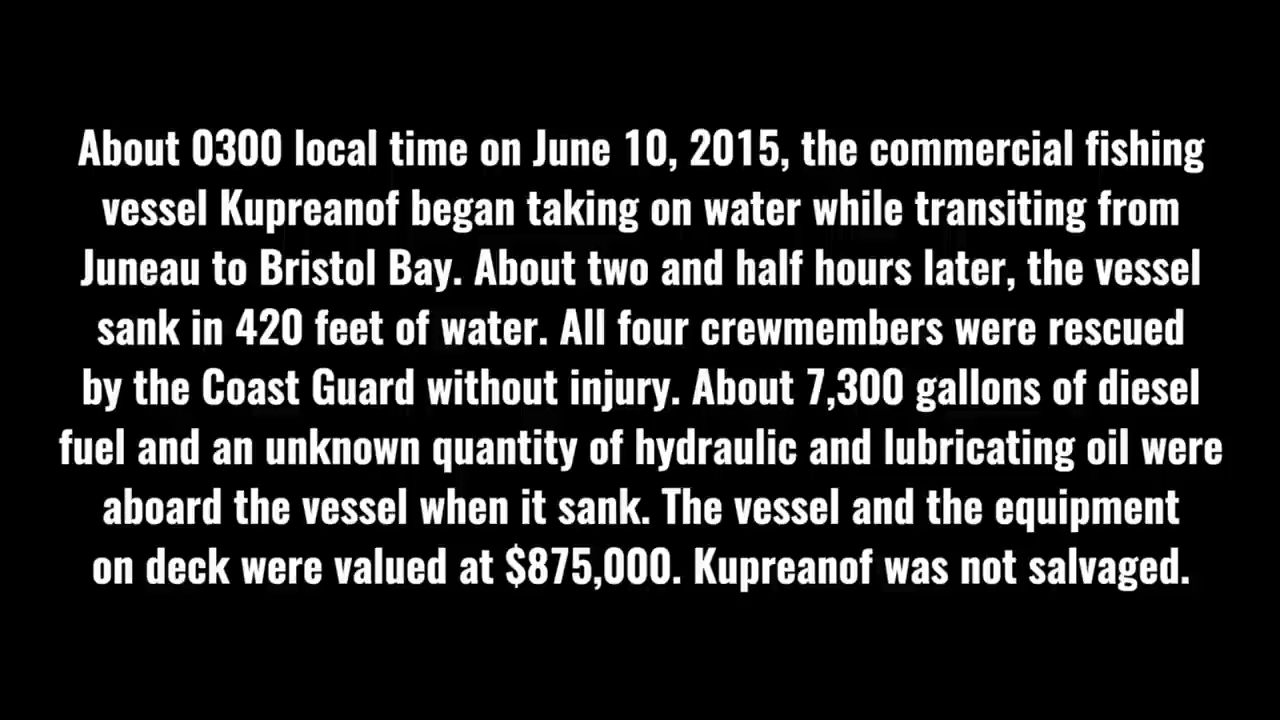 About 0300 local time on June 10, 2015, the commercial fishing
vessel Kupreanof began taking on water while transiting from
Juneau to Bristol Bay. About two and half hours later, the vessel
sank in 420 feet of water. All four crewmembers were rescued
by the Coast Guard without injury. About 7,300 gallons of diesel
fuel and an unknown quantity of hydraulic and lubricating oil were
aboard the vessel when it sank. The vessel and the equipment
on deck were valued at $875,000. Kupreanof was not salvaged.